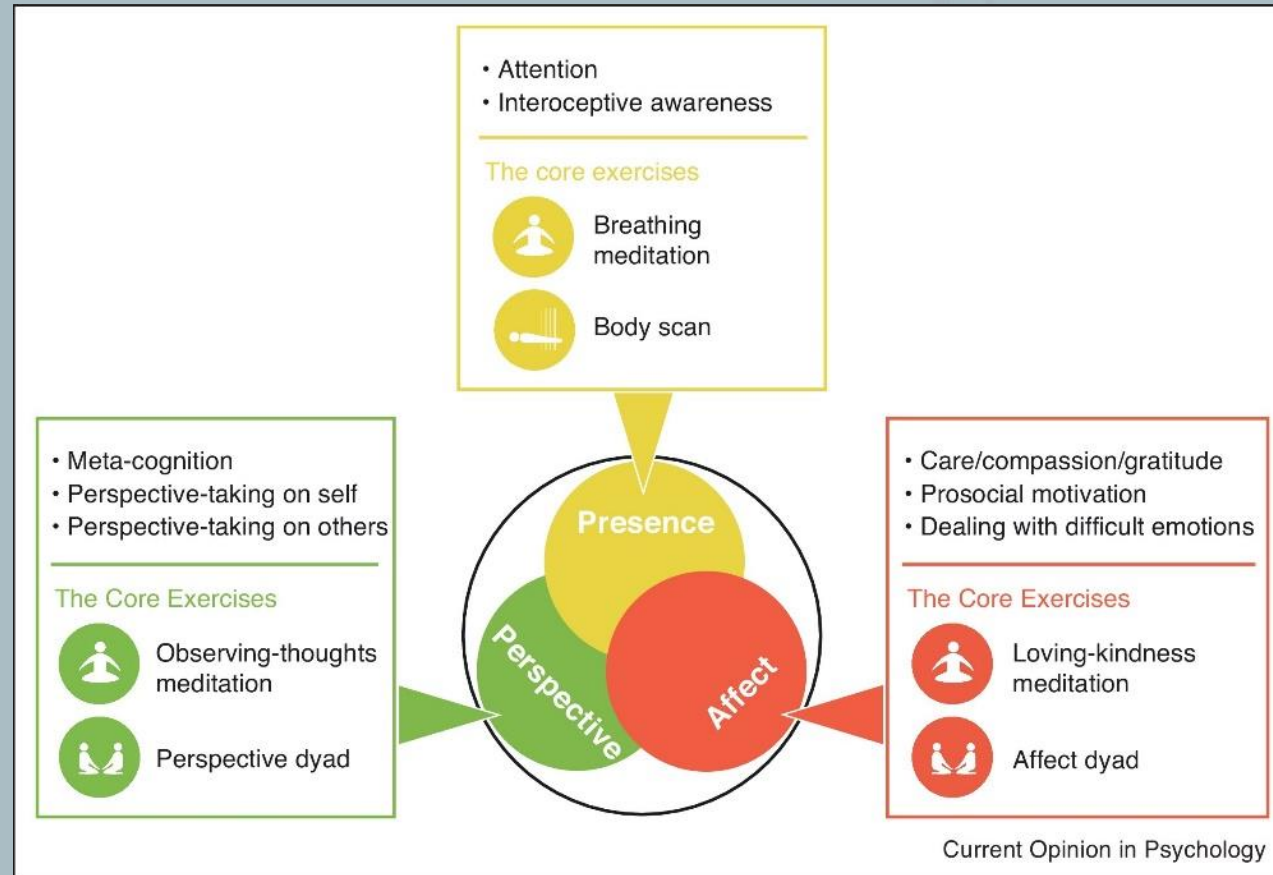 • Attention
• Interoceptive awareness
The core exercises
Breathing
meditation
Body scan
• Meta-cognition
• Perspective-taking on self
• Perspective-taking on others
The Core Exercises
Observing-thoughts
meditation
Perspective dyad
Presence
Perspective
Affect
• Care/compassion/gratitude
• Prosocial motivation
• Dealing with difficult emotions
The Core Exercises
Loving-kindness
meditation
Affect dyad
Current Opinion in Psychology